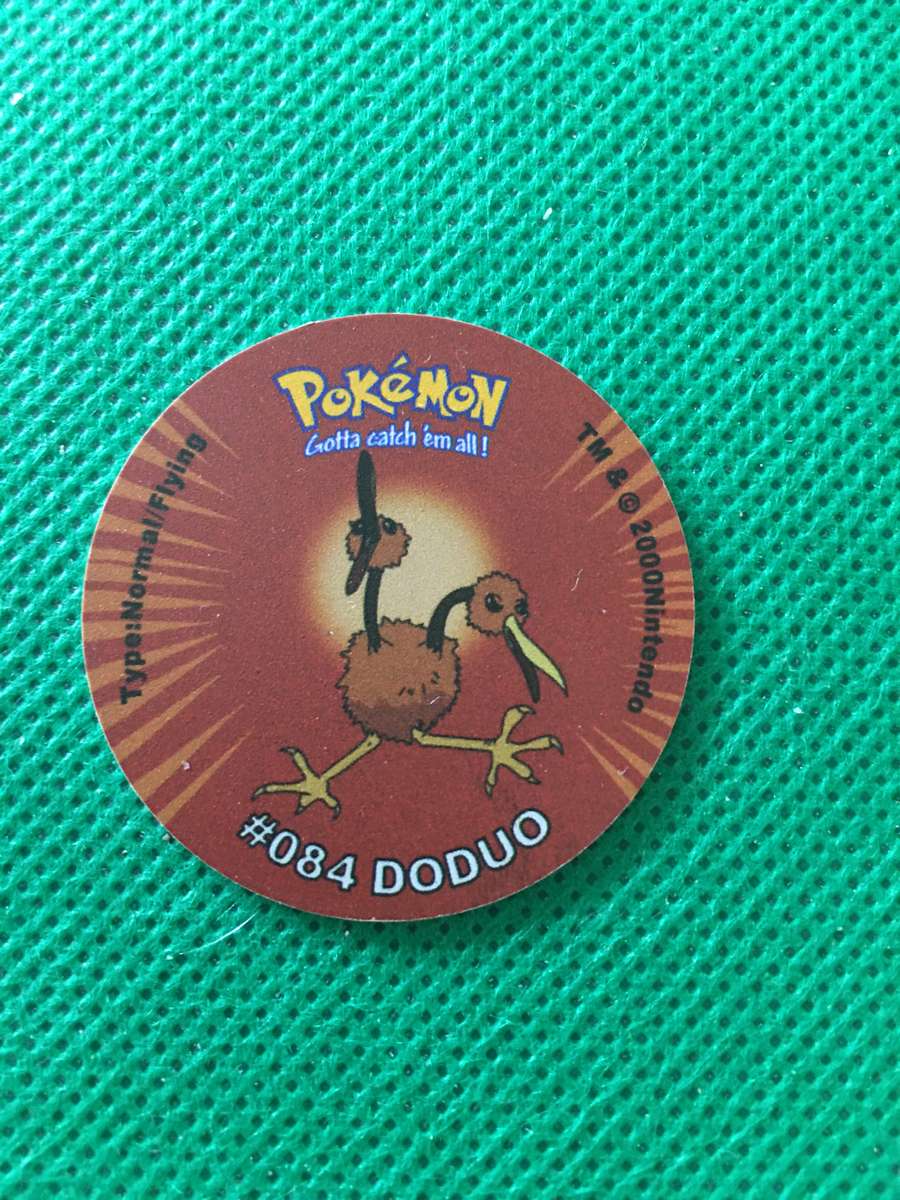 POKéMON
Gotta catch 'em all!
Type:Normal/Flying
TM & © 2000Nintendo
#084 DODUO